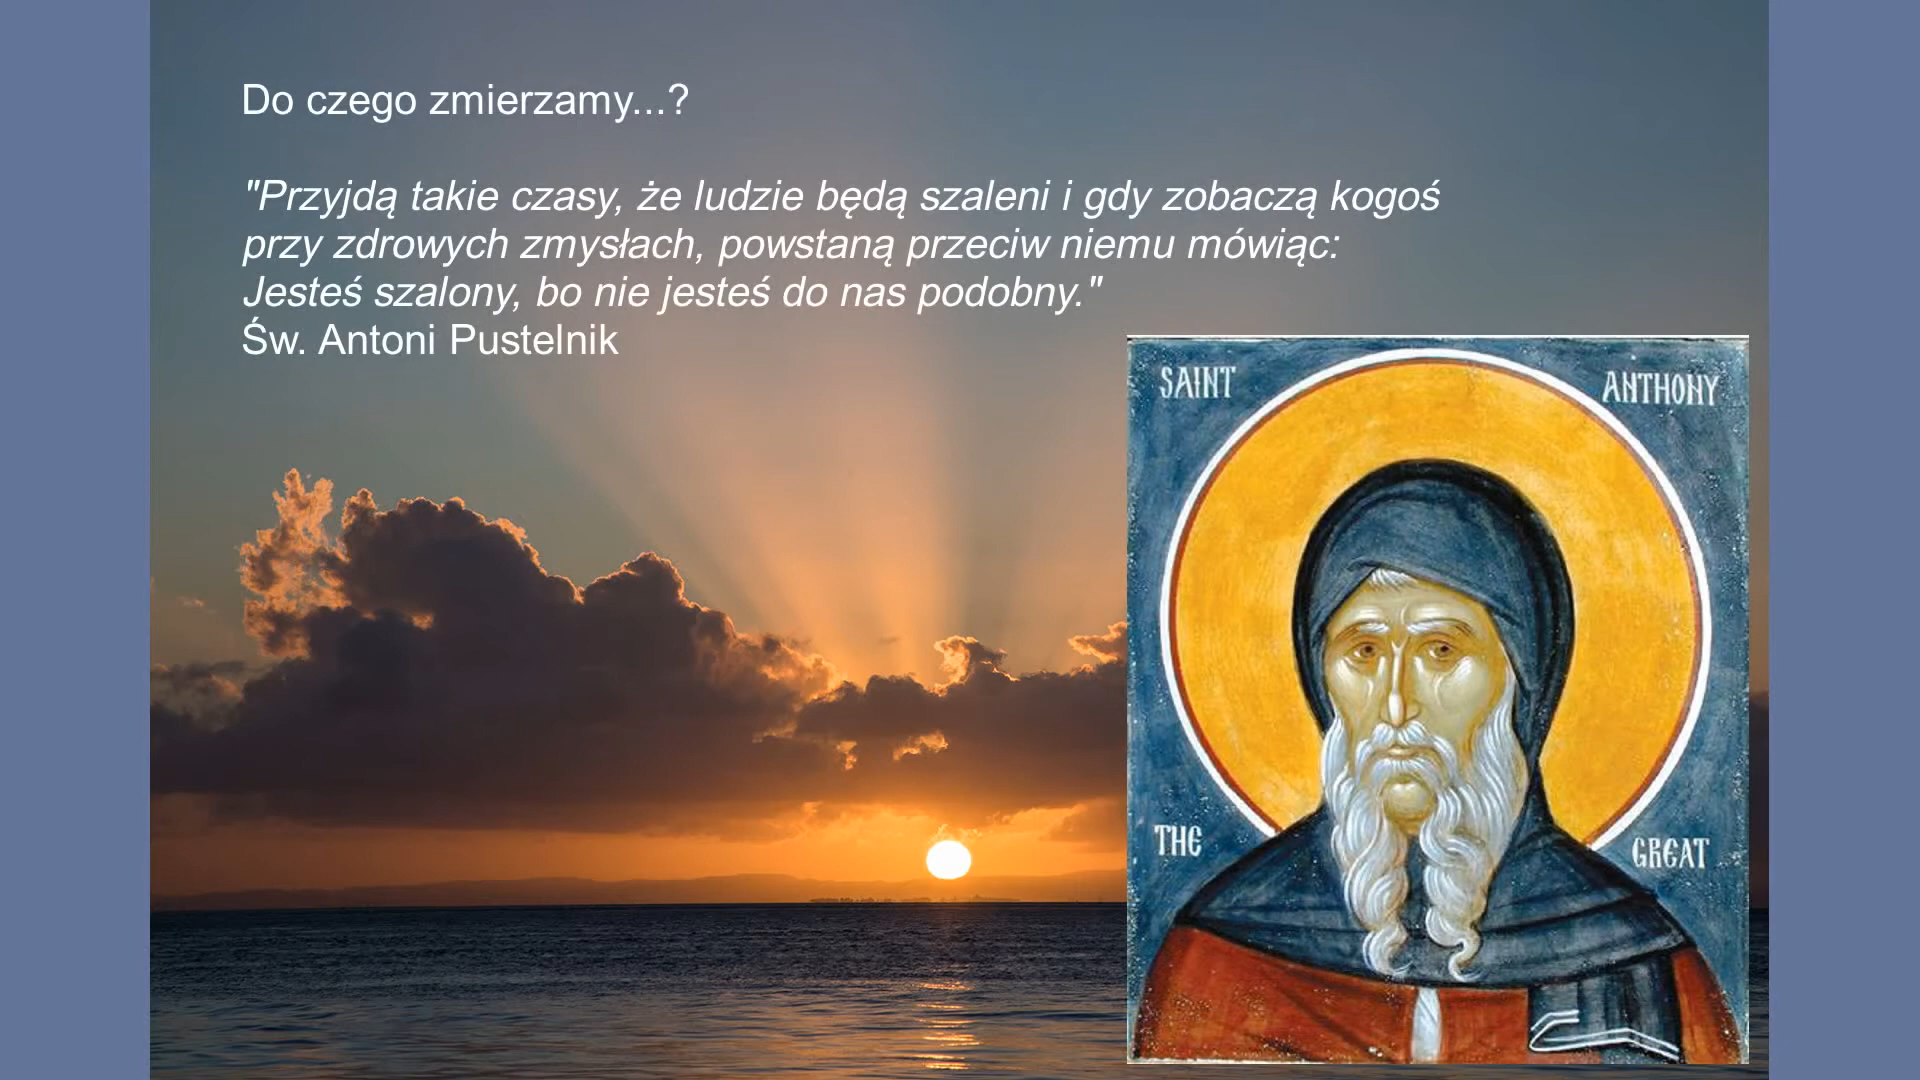 Do czego zmierzamy...?
"Przyjdą takie czasy, że ludzie będą szaleni i gdy zobaczą kogoś
przy zdrowych zmysłach, powstaną przeciw niemu mówiąc:
Jesteś szalony, bo nie jesteś do nas podobny."
Św. Antoni Pustelnik
SAINT ANTHONY
THE GREAT